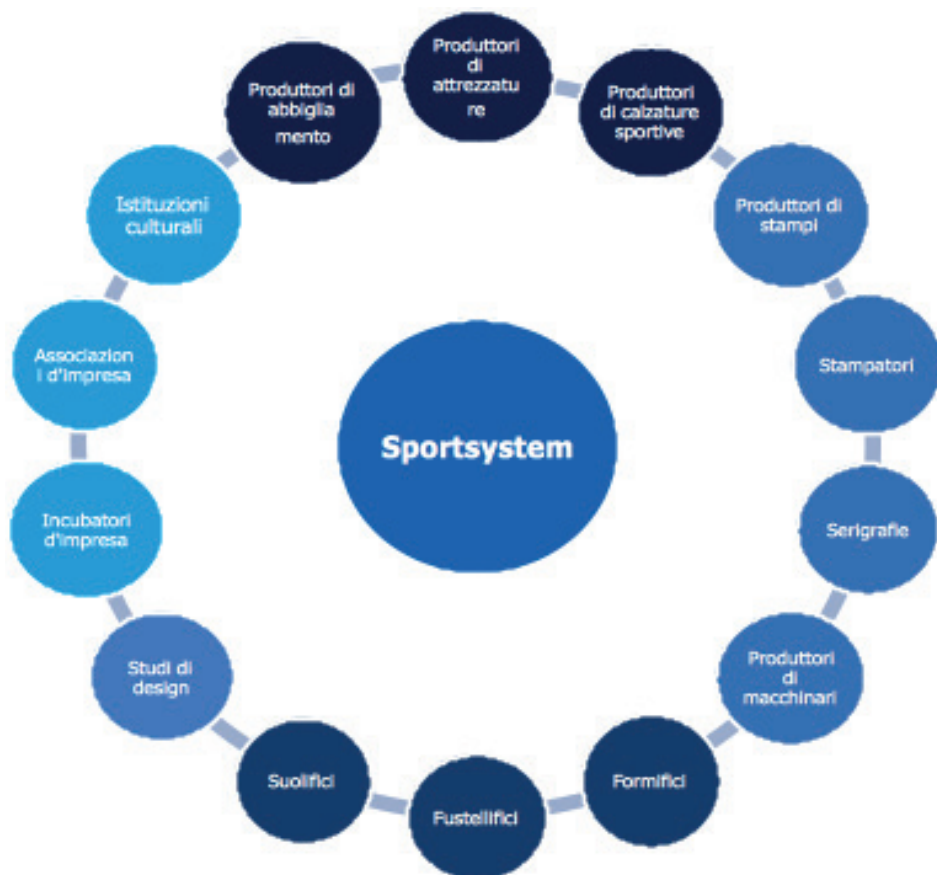 Produttori
di
attrezzatu
re
Produttori
di calzature
sportive
Produttori di
stampi
Stampatori
Serigrafie
Produttori
di
macchinari
Formifici
Fustellifici
Suolifici
Studi di
design
Incubatori
d'impresa
Associazion
i d'impresa
Istituzioni
culturali
Produttori di
abbiglia
mento
Sportsystem